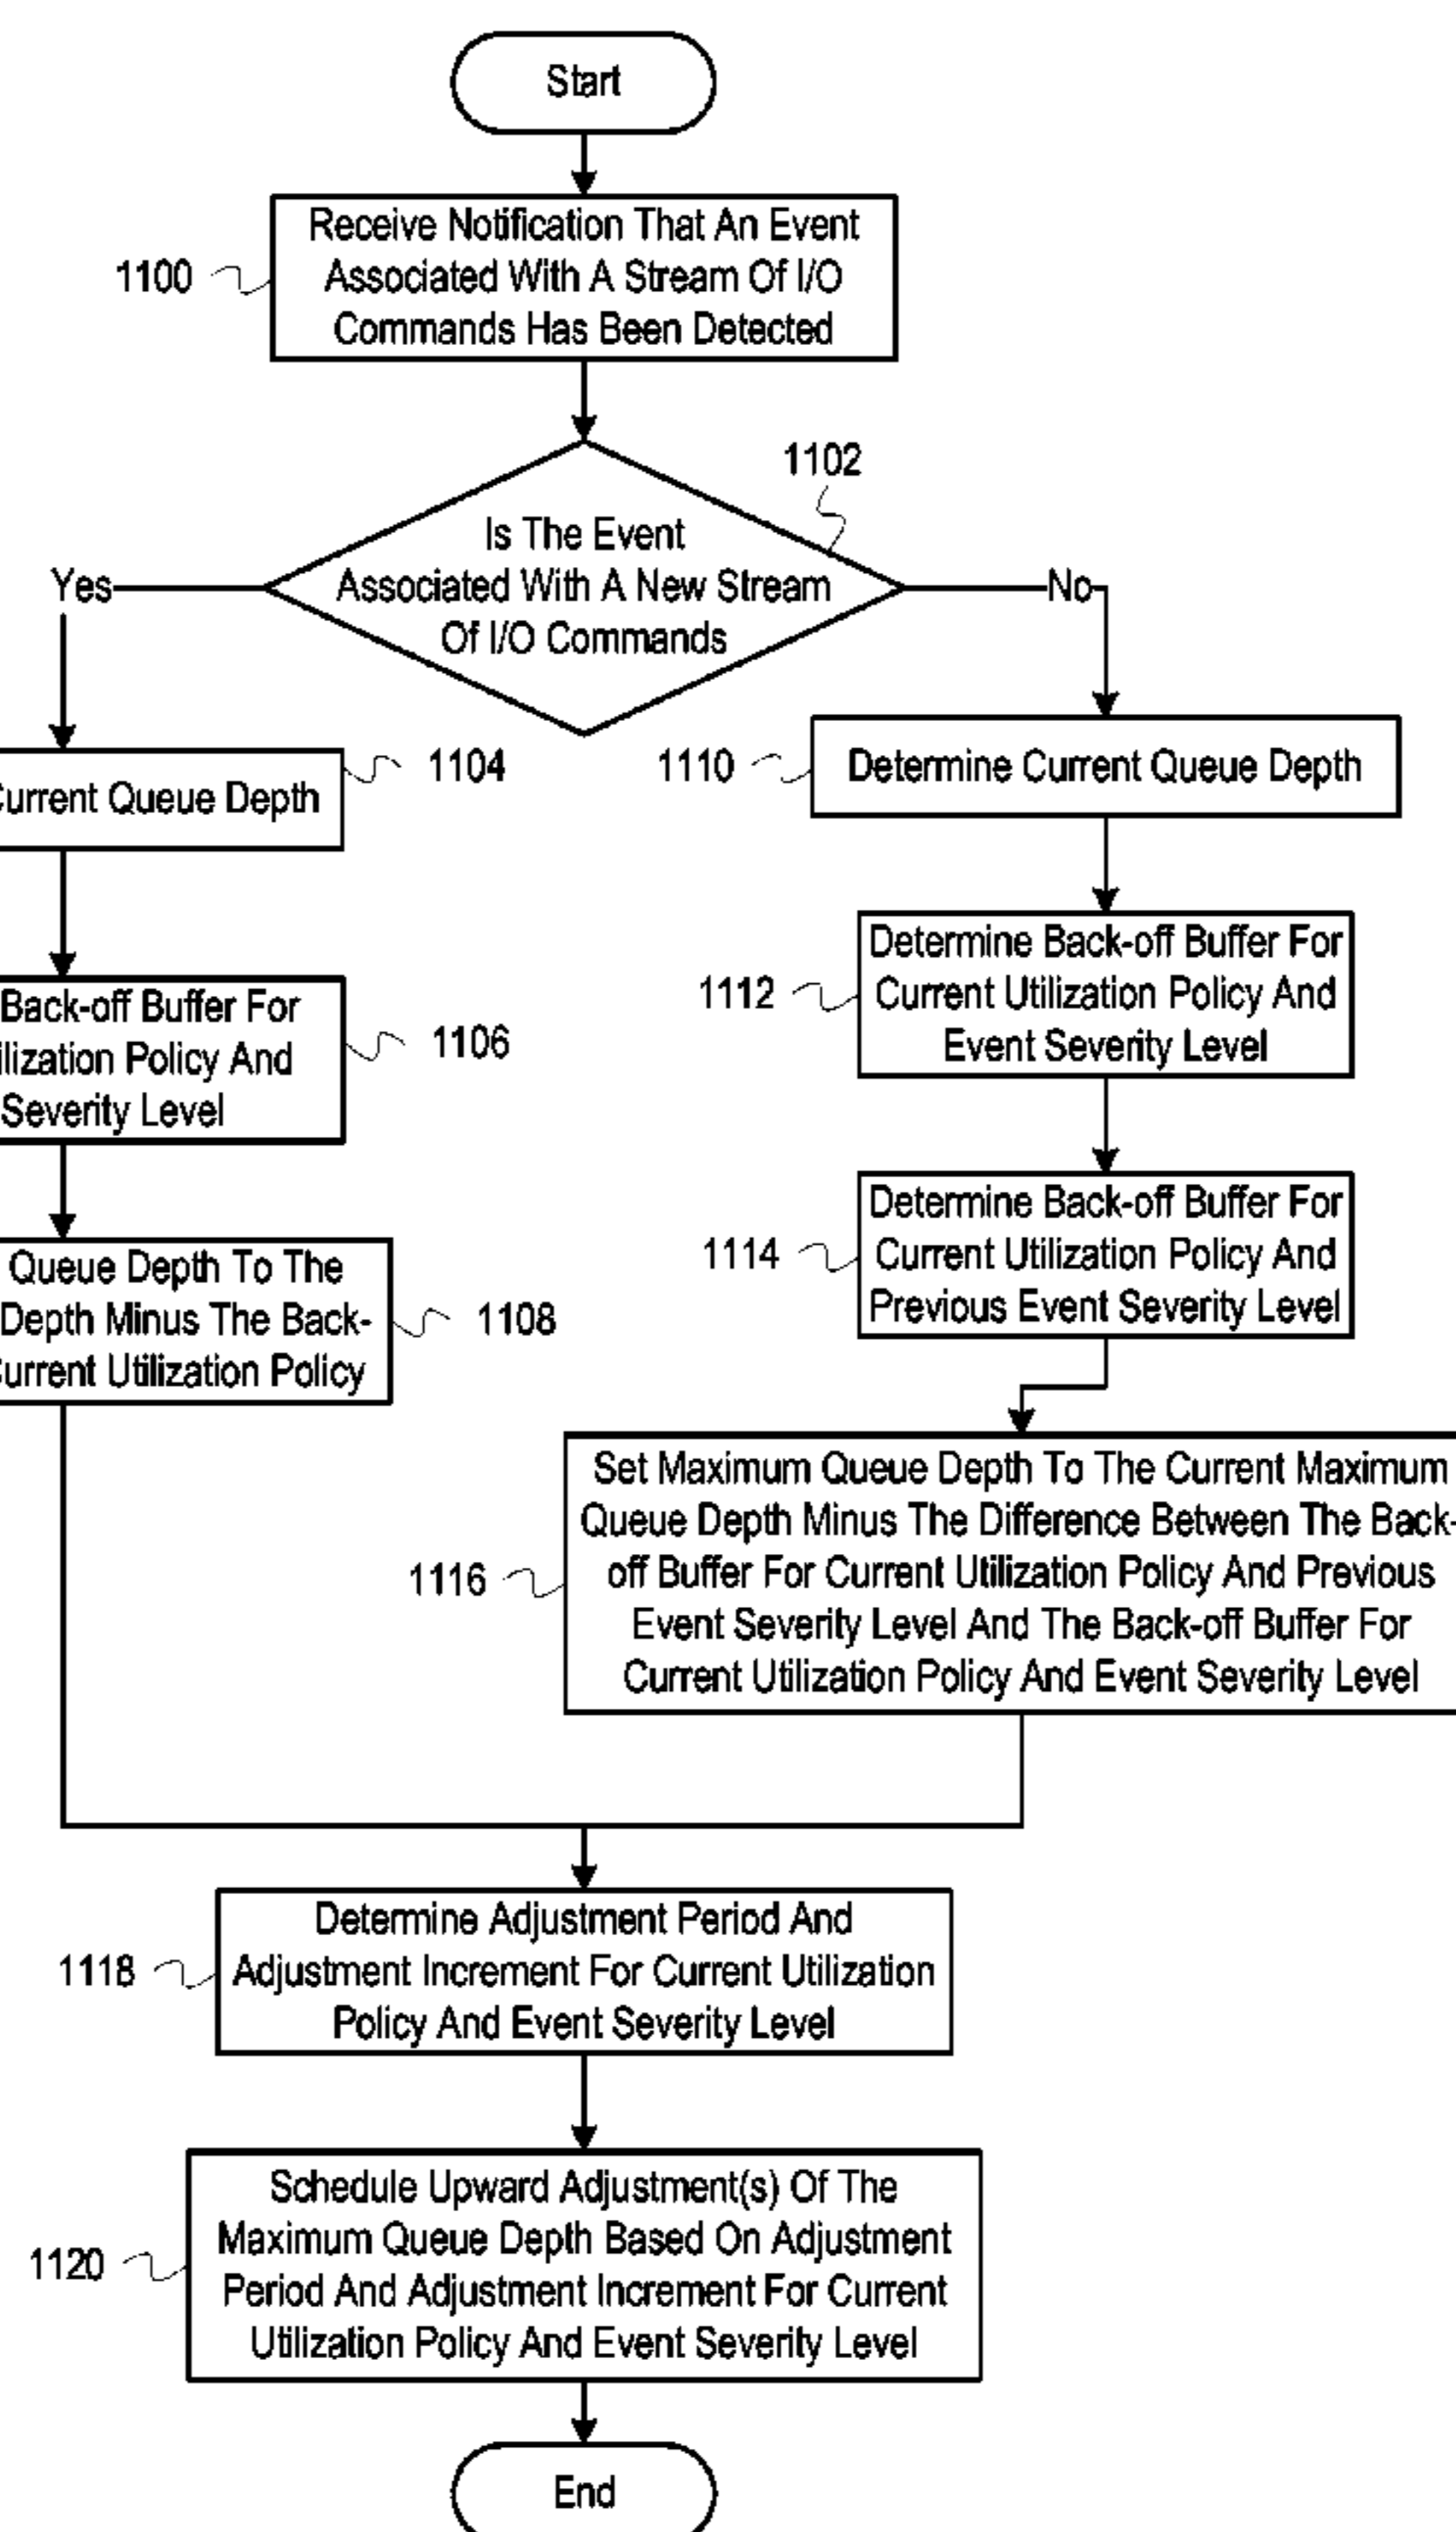 Start
Receive Notification That An Event
Associated With A Stream Of I/O
Commands Has Been Detected
1100
1102
Is The Event
Associated With A New Stream
Of I/O Commands
Yes
No
Current Queue Depth
1104
1110
Determine Current Queue Depth
Back-off Buffer For
Policy And
Severity Level
1106
1112
Determine Back-off Buffer For
Current Utilization Policy And
Event Severity Level
Queue Depth To The
Depth Minus The Back-
Current Utilization Policy
1108
1114
Determine Back-off Buffer For
Current Utilization Policy And
Previous Event Severity Level
1116
Set Maximum Queue Depth To The Current Maximum
Queue Depth Minus The Difference Between The Back-
off Buffer For Current Utilization Policy And Previous
Event Severity Level And The Back-off Buffer For
Current Utilization Policy And Event Severity Level
1118
Determine Adjustment Period And
Adjustment Increment For Current Utilization
Policy And Event Severity Level
1120
Schedule Upward Adjustment(s) Of The
Maximum Queue Depth Based On Adjustment
Period And Adjustment Increment For Current
Utilization Policy And Event Severity Level
End